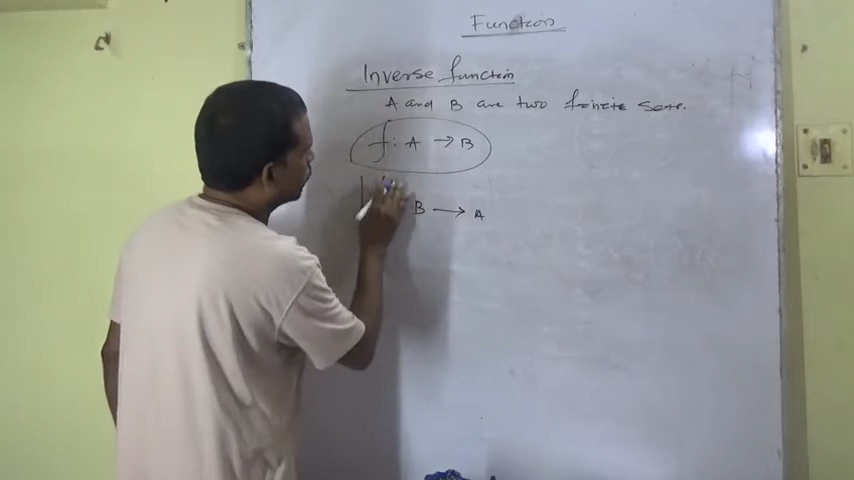 Function
Inverse function
A and B are two finite sets.
f: A → B
B → A